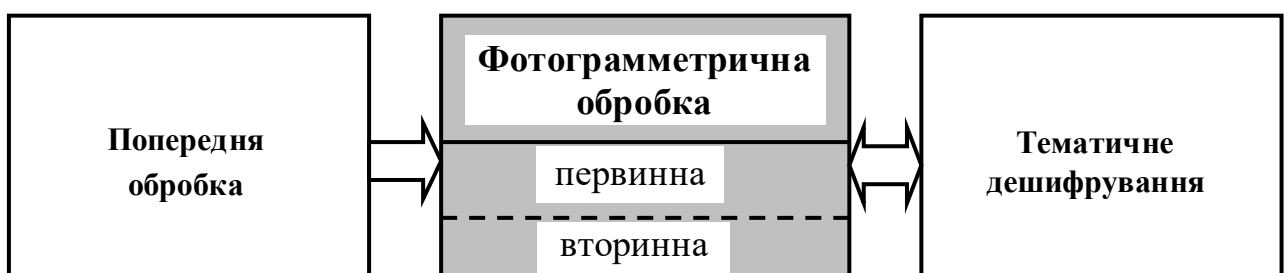 Попередня
обробка
Фотограмметрична
обробка
первинна
вторинна
Тематичне
дешифрування